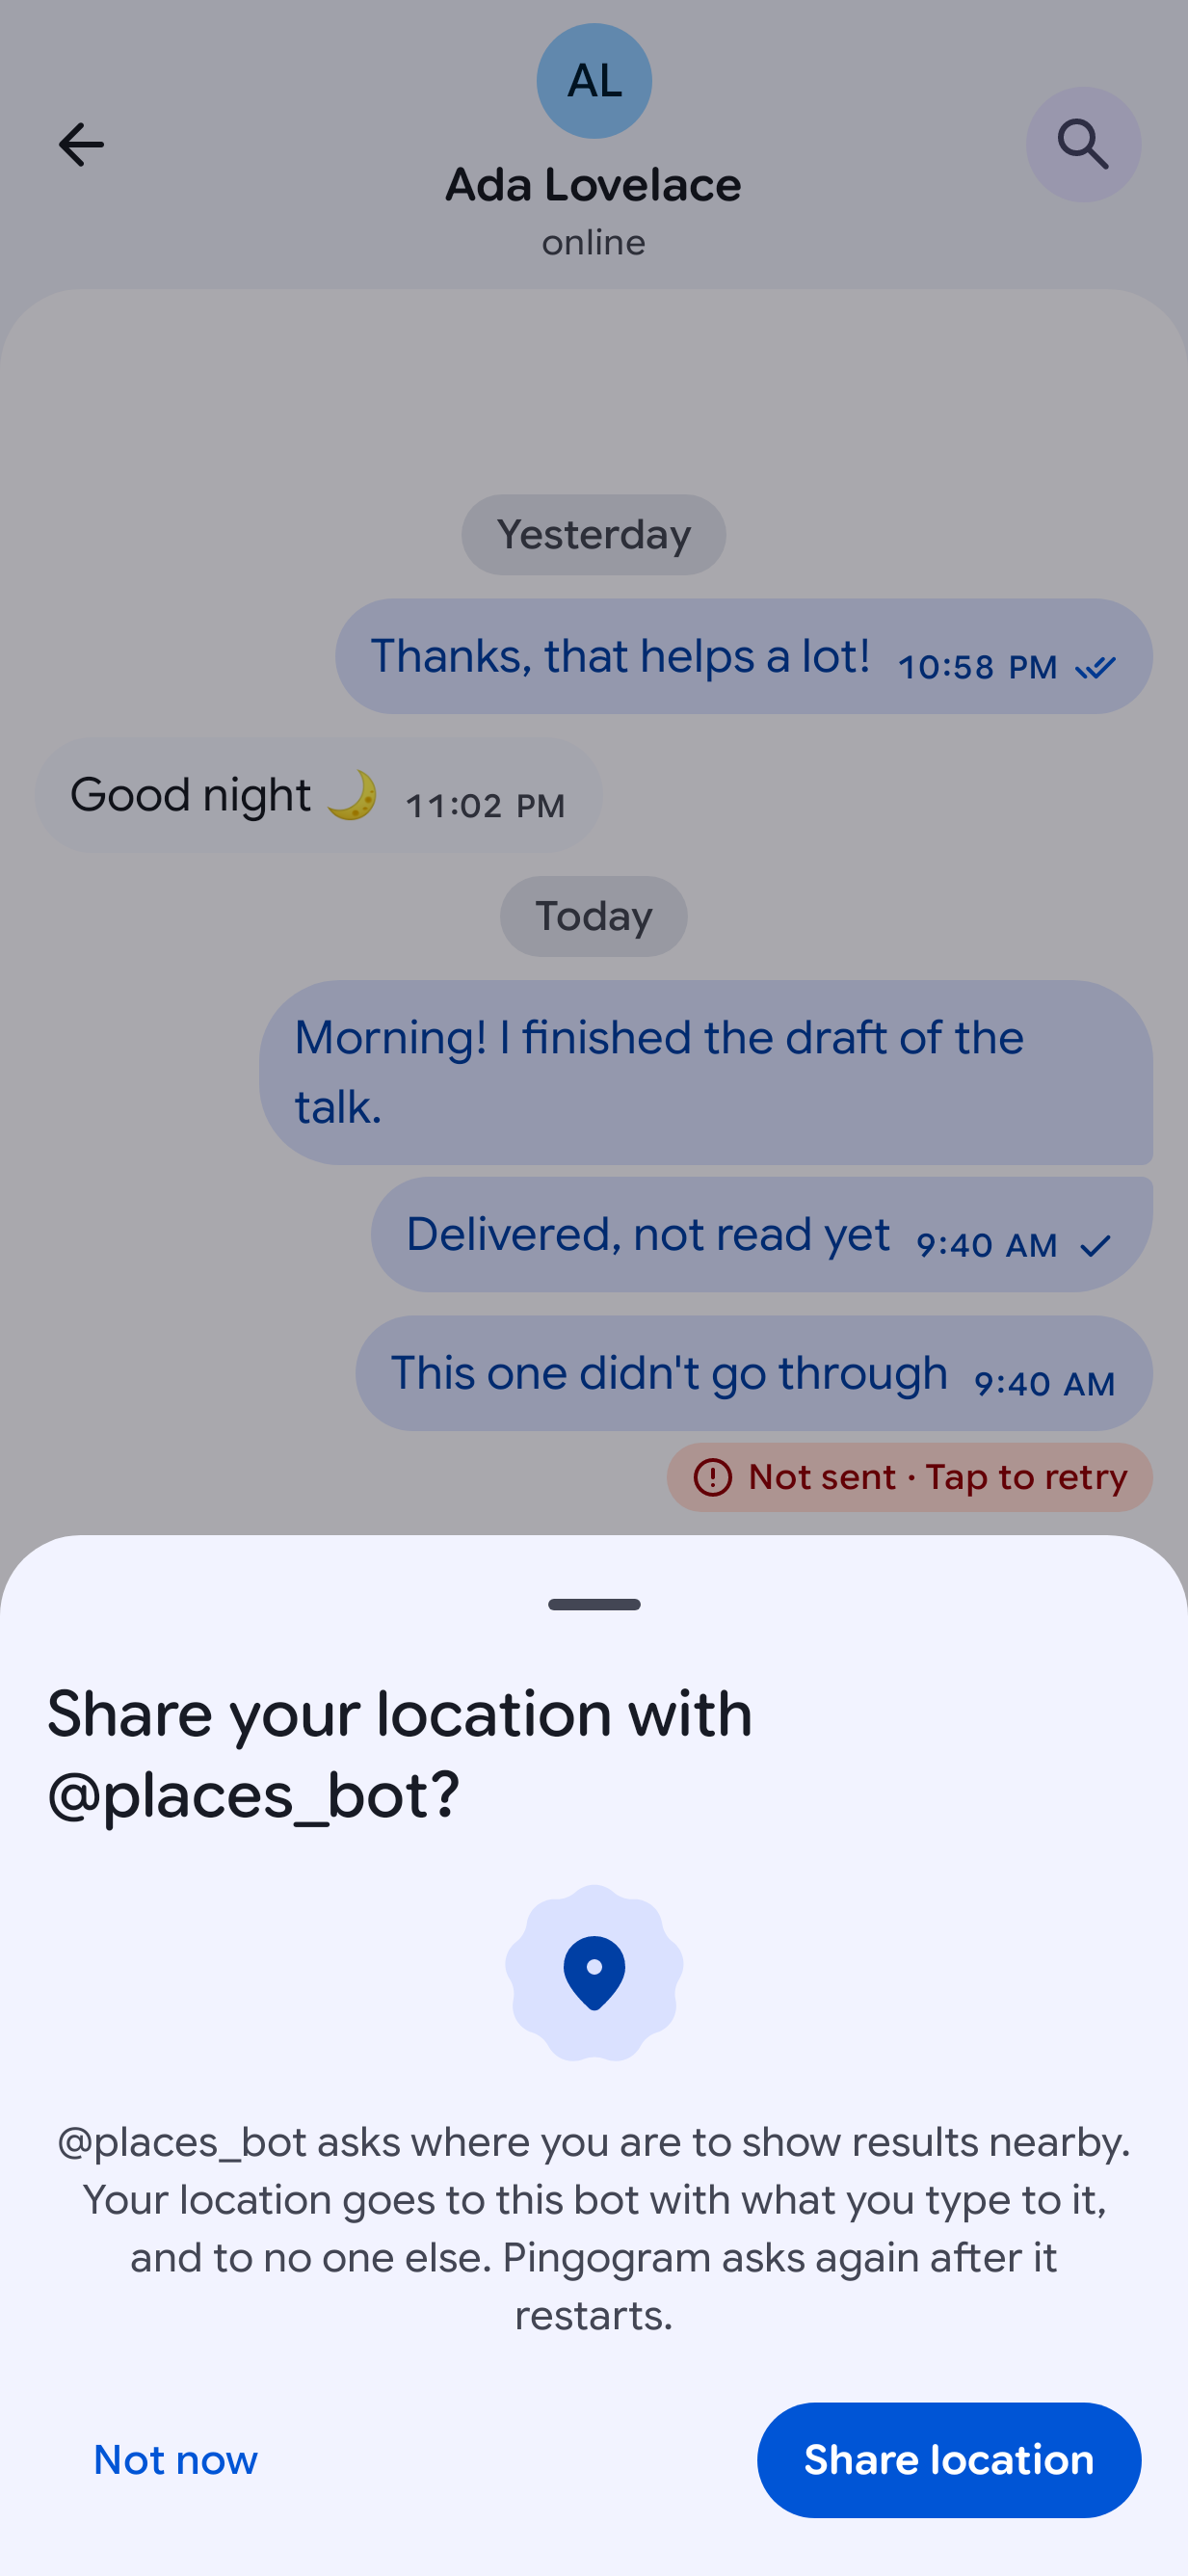 AL
Ada Lovelace
online
Yesterday
Thanks, that helps a lot! 10:58 PM
Good night 🌙 11:02 PM
Today
Morning! I finished the draft of the
talk.
Delivered, not read yet 9:40 AM
This one didn't go through 9:40 AM
Not sent · Tap to retry
Share your location with
@places_bot?
@places_bot asks where you are to show results nearby.
Your location goes to this bot with what you type to it,
and to no one else. Pingogram asks again after it
restarts.
Not now
Share location